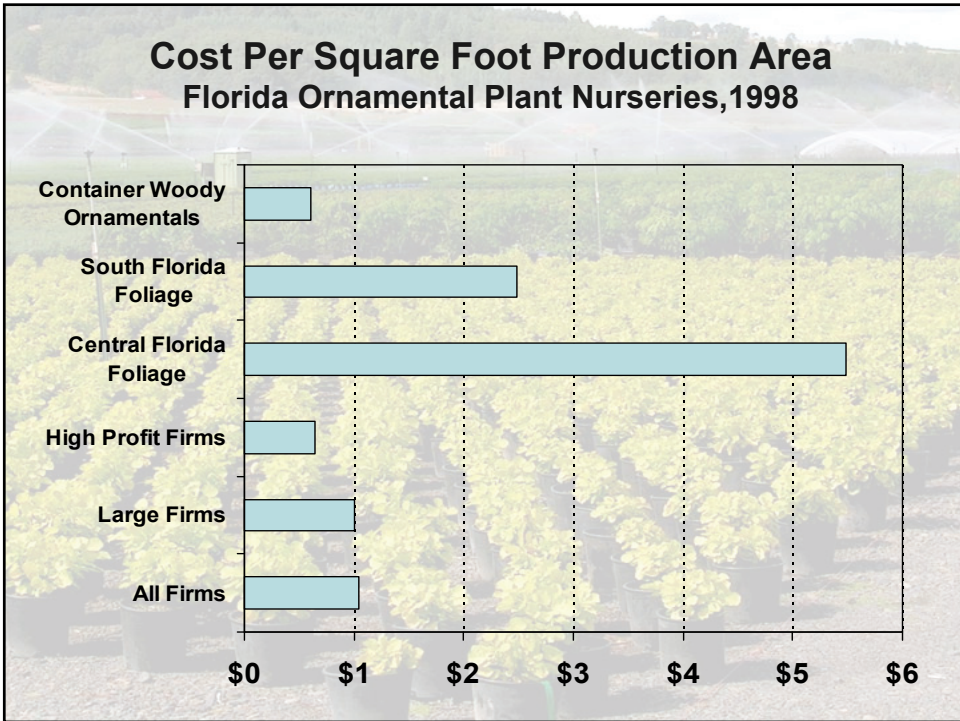 Cost Per Square Foot Production Area
Florida Ornamental Plant Nurseries,1998
Container Woody
Ornamentals
South Florida
Foliage
Central Florida
Foliage
High Profit Firms
Large Firms
All Firms
$0 $1 $2 $3 $4 $5 $6